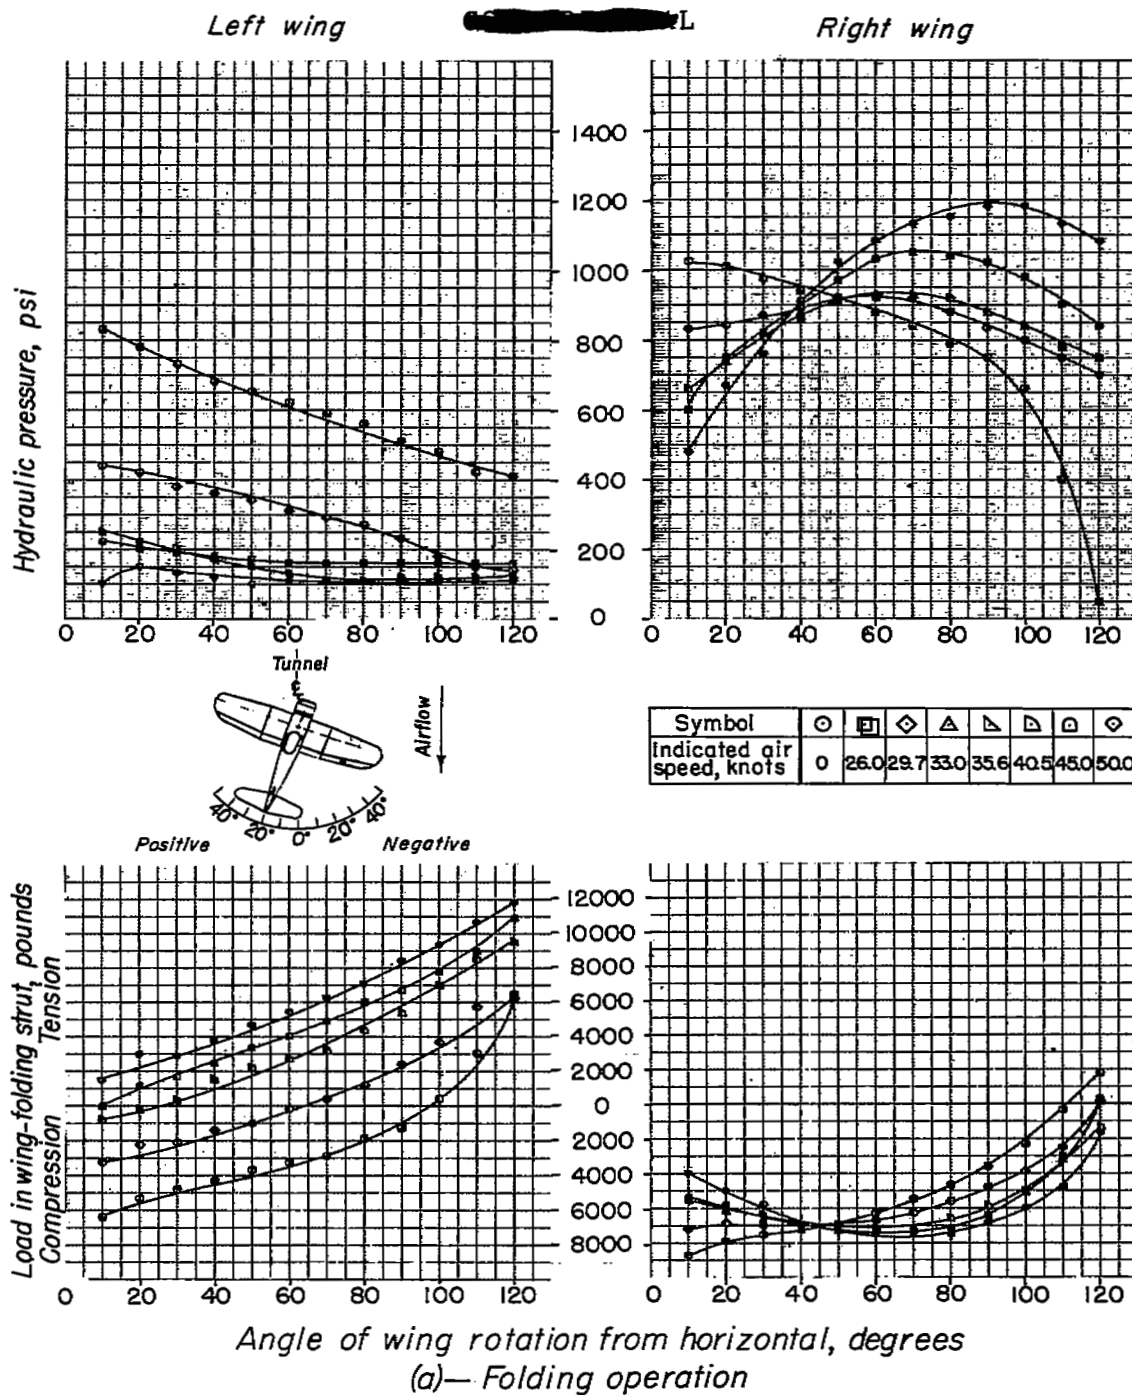 Left wing
Right wing
Hydraulic pressure, psi
1400
1200
1000
800
600
400
200
0
0 20 40 60 80 100 120
0 20 40 60 80 100 120
Tunnel
℄
Airflow
40° 20° 0° 20° 40°
Positive
Negative
Symbol
Indicated air speed, knots
0 26.0 29.7 33.0 35.6 40.5 45.0 50.0
Load in wing-folding strut, pounds
Compression Tension
12000
10000
8000
6000
4000
2000
0
2000
4000
6000
8000
0 20 40 60 80 100 120
0 20 40 60 80 100 120
Angle of wing rotation from horizontal, degrees
(a)— Folding operation